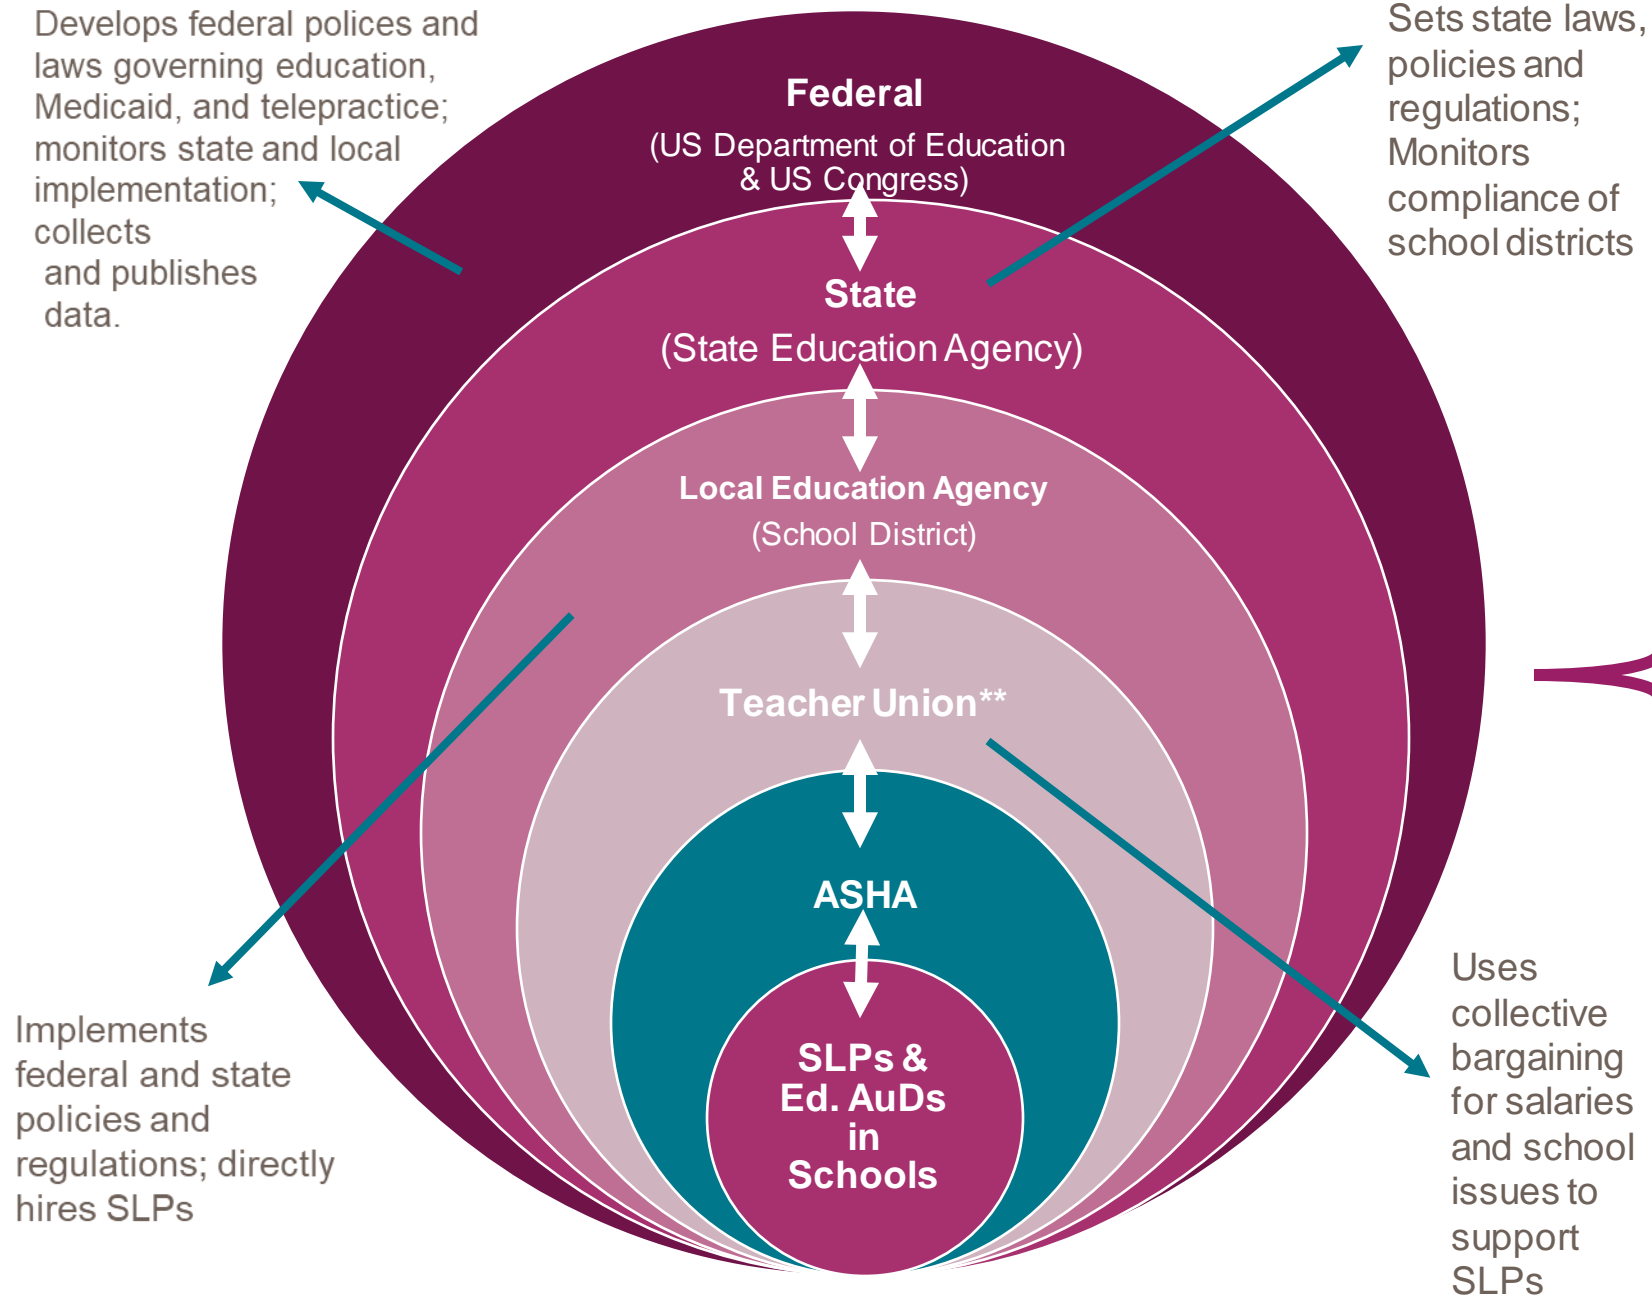 Develops federal polices and
laws governing education,
Medicaid, and telepractice;
monitors state and local
implementation;
collects
and publishes
data.
Sets state laws,
policies and
regulations;
Monitors
compliance of
school districts
Federal
(US Department of Education
& US Congress)
State
(State Education Agency)
Local Education Agency
(School District)
Teacher Union**
ASHA
SLPs &
Ed. AuDs
in
Schools
Implements
federal and state
policies and
regulations; directly
hires SLPs
Uses
collective
bargaining
for salaries
and school
issues to
support
SLPs